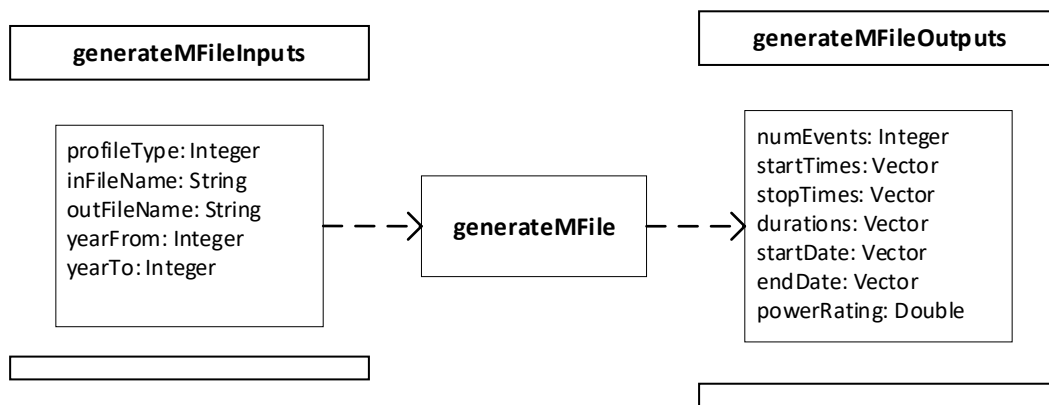 generateMFileInputs
profileType: Integer
inFileName: String
outFileName: String
yearFrom: Integer
yearTo: Integer
generateMFile
generateMFileOutputs
numEvents: Integer
startTimes: Vector
stopTimes: Vector
durations: Vector
startDate: Vector
endDate: Vector
powerRating: Double